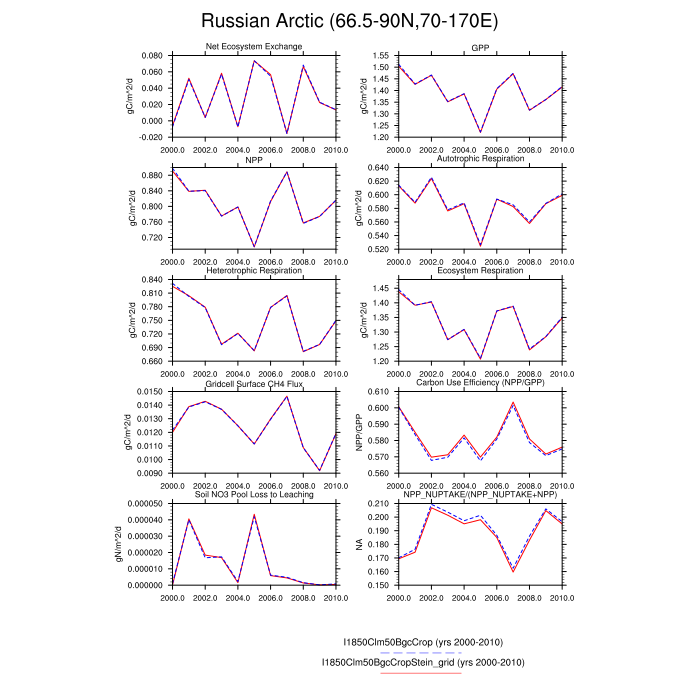 Russian Arctic (66.5-90N,70-170E)
Net Ecosystem Exchange
gC/m^2/d
0.080
0.060
0.040
0.020
0.000
-0.020
2000.0 2002.0 2004.0 2006.0 2008.0 2010.0
GPP
gC/m^2/d
1.55
1.50
1.45
1.40
1.35
1.30
1.25
1.20
2000.0 2002.0 2004.0 2006.0 2008.0 2010.0
NPP
gC/m^2/d
0.880
0.840
0.800
0.760
0.720
2000.0 2002.0 2004.0 2006.0 2008.0 2010.0
Autotrophic Respiration
gC/m^2/d
0.640
0.620
0.600
0.580
0.560
0.540
0.520
2000.0 2002.0 2004.0 2006.0 2008.0 2010.0
Heterotrophic Respiration
gC/m^2/d
0.840
0.810
0.780
0.750
0.720
0.690
0.660
2000.0 2002.0 2004.0 2006.0 2008.0 2010.0
Ecosystem Respiration
gC/m^2/d
1.45
1.40
1.35
1.30
1.25
1.20
2000.0 2002.0 2004.0 2006.0 2008.0 2010.0
Gridcell Surface CH4 Flux
gC/m^2/d
0.0150
0.0140
0.0130
0.0120
0.0110
0.0100
0.0090
2000.0 2002.0 2004.0 2006.0 2008.0 2010.0
Carbon Use Efficiency (NPP/GPP)
NPP/GPP
0.610
0.600
0.590
0.580
0.570
0.560
2000.0 2002.0 2004.0 2006.0 2008.0 2010.0
Soil NO3 Pool Loss to Leaching
gN/m^2/d
0.000050
0.000040
0.000030
0.000020
0.000010
0.000000
2000.0 2002.0 2004.0 2006.0 2008.0 2010.0
NPP_NUPTAKE/(NPP_NUPTAKE+NPP)
NA
0.210
0.200
0.190
0.180
0.170
0.160
0.150
2000.0 2002.0 2004.0 2006.0 2008.0 2010.0
I1850Clm50BgcCrop (yrs 2000-2010)
I1850Clm50BgcCropStein_grid (yrs 2000-2010)